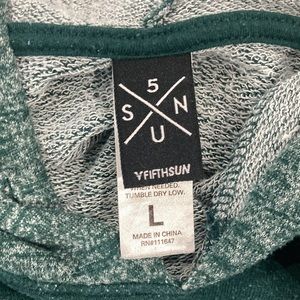 5
S N
U
FIFTHSUN
WHEN NEEDED.
TUMBLE DRY LOW.
L
MADE IN CHINA
RN#111647